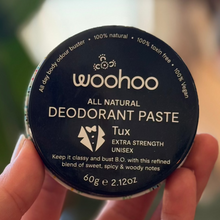 All day body odour buster. • 100% natural • 100% toxin free • 100% Vegan
woohoo
ALL NATURAL
DEODORANT PASTE
Tux
EXTRA STRENGTH
UNISEX
Keep it classy and bust B.O. with this refined
blend of sweet, spicy & woody notes
60g e 2.12oz